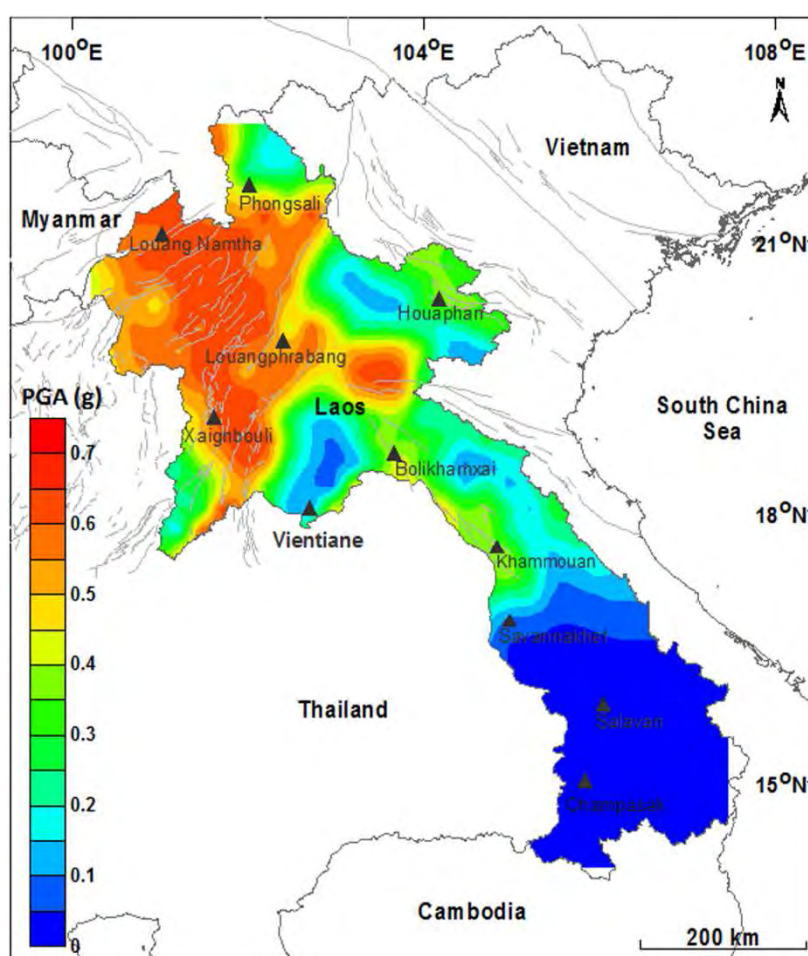 100°E
104°E
108°E
N
Vietnam
Phongsali
Myanmar
Louang Namtha
21°N
Houaphan
Louangphrabang
PGA (g)
Laos
South China
Sea
Xaignbouli
0.7
Bolikhamxai
0.6
18°N
Vientiane
Khammouan
0.5
Savannakhet
0.4
Thailand
Salavan
0.3
15°N
Champasek
0.2
0.1
Cambodia
200 km
0